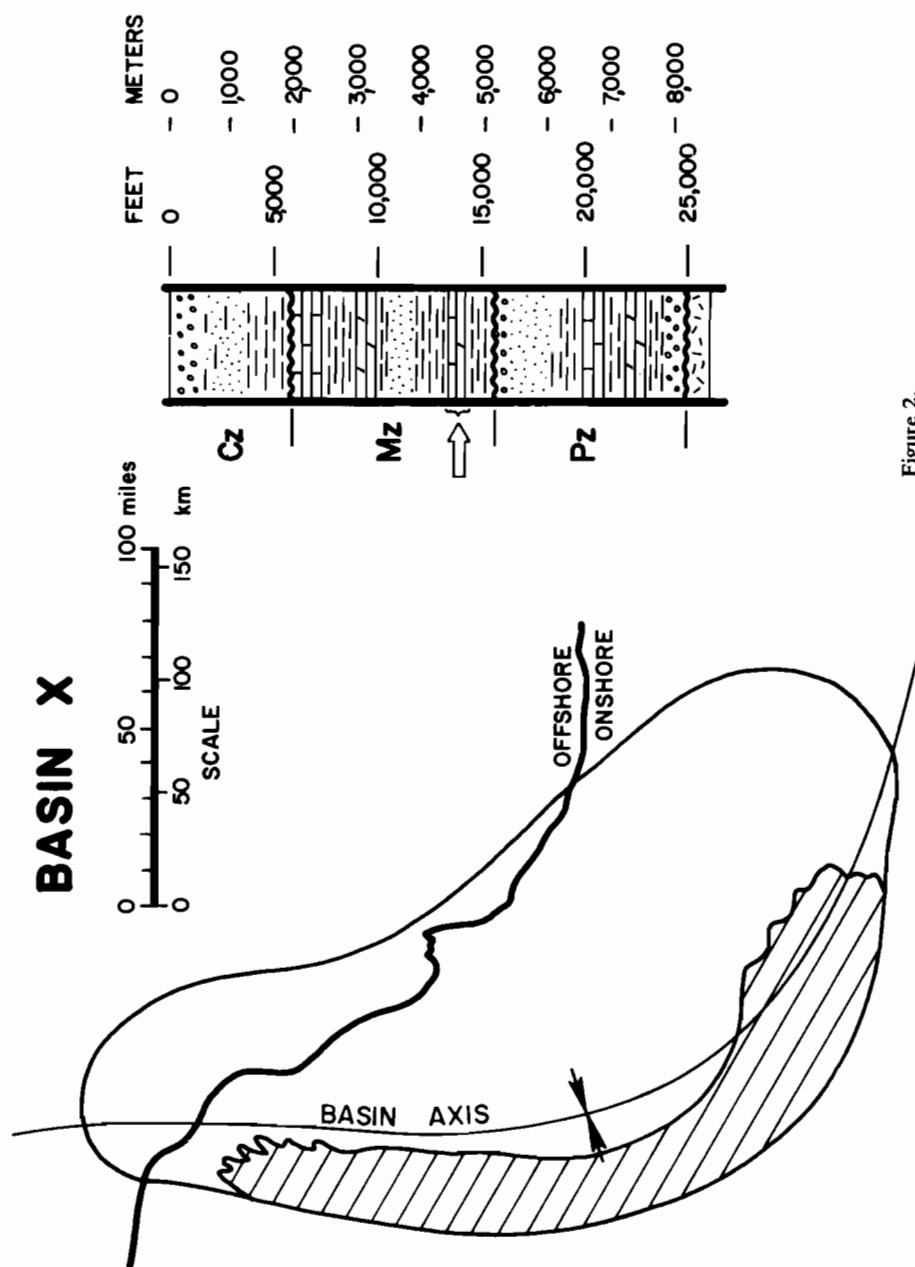 BASIN X
0 50 100 miles
0 50 100 150 km
SCALE
OFFSHORE
ONSHORE
BASIN AXIS
FEET METERS
0 - 0
5,000 - 1,000
- 2,000
10,000 - 3,000
- 4,000
15,000 - 5,000
- 6,000
20,000 - 7,000
25,000 - 8,000
Cz
Mz
Pz
Figure 2.